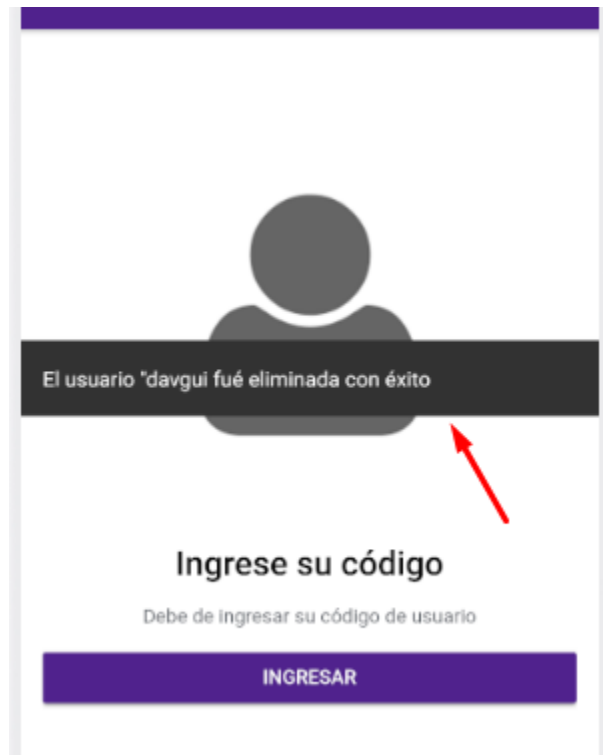 El usuario "davgui fué eliminada con éxito
Ingrese su código
Debe de ingresar su código de usuario
INGRESAR